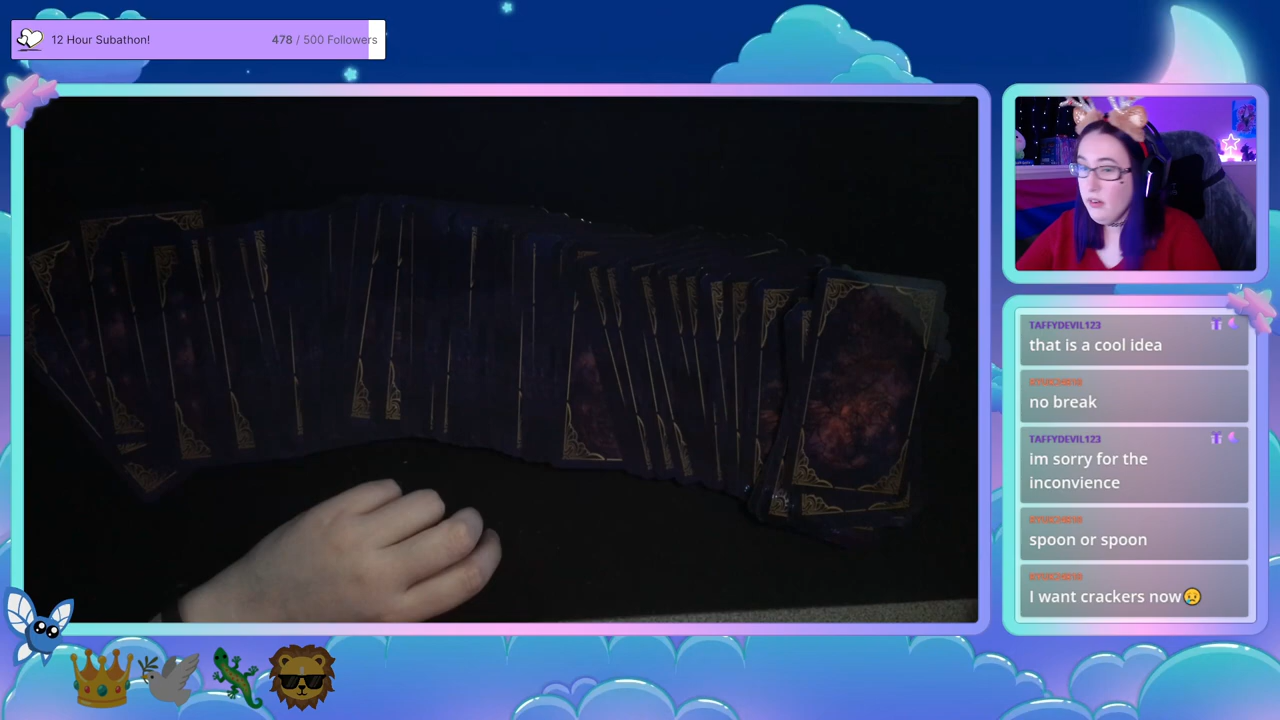 12 Hour Subathon!
478 / 500 Followers
TAFFYDEVIL123
that is a cool idea
no break
TAFFYDEVIL123
im sorry for the
inconvience
spoon or spoon
I want crackers now😥